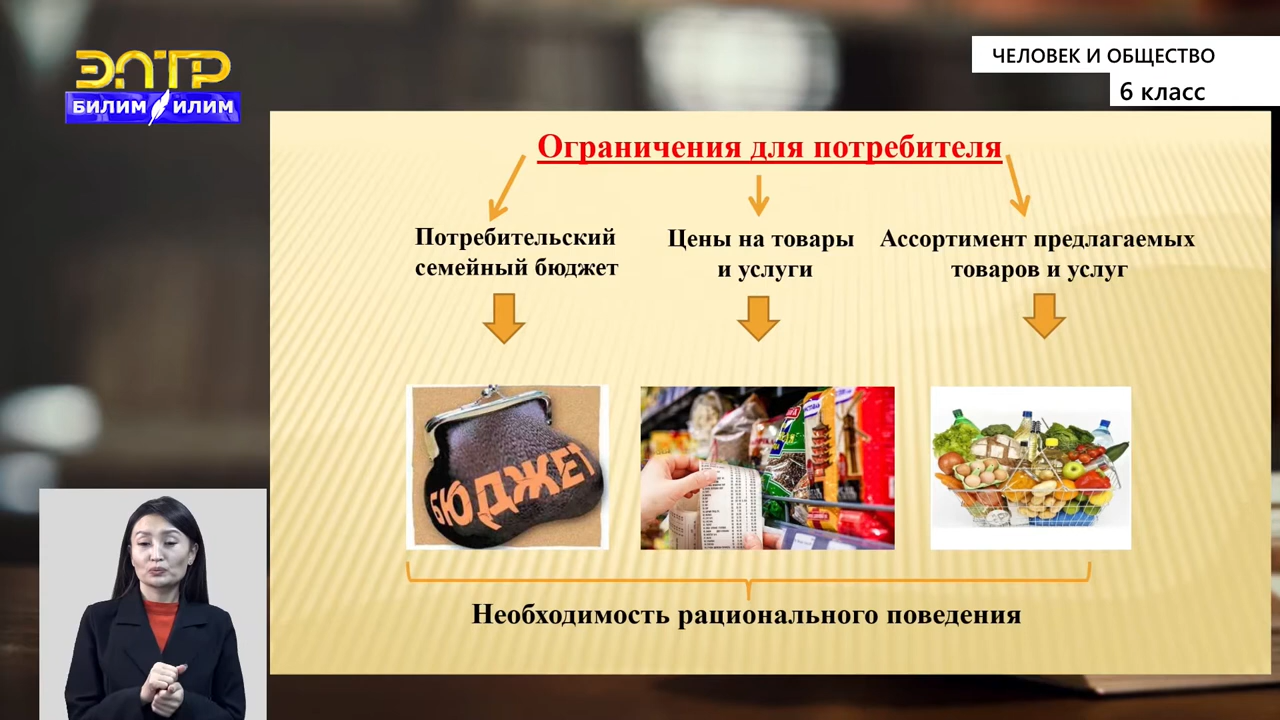 ЭЛТР
БИЛИМ ИЛИМ
ЧЕЛОВЕК И ОБЩЕСТВО
6 класс
Ограничения для потребителя
Потребительский
семейный бюджет
Цены на товары
и услуги
Ассортимент предлагаемых
товаров и услуг
БЮДЖЕТ
Необходимость рационального поведения